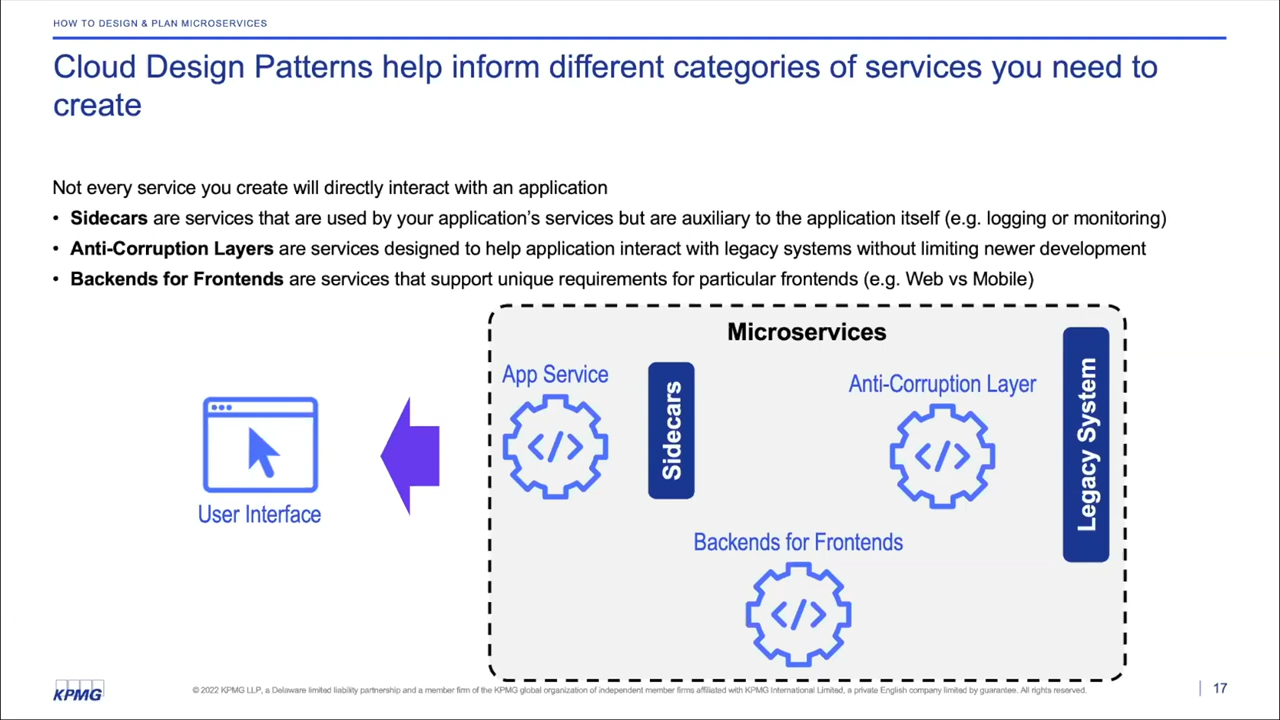 HOW TO DESIGN & PLAN MICROSERVICES
Cloud Design Patterns help inform different categories of services you need to
create
Not every service you create will directly interact with an application
• Sidecars are services that are used by your application's services but are auxiliary to the application itself (e.g. logging or monitoring)
• Anti-Corruption Layers are services designed to help application interact with legacy systems without limiting newer development
• Backends for Frontends are services that support unique requirements for particular frontends (e.g. Web vs Mobile)
Microservices
App Service
Sidecars
Anti-Corruption Layer
Legacy System
User Interface
Backends for Frontends
KPMG
© 2022 KPMG LLP, a Delaware limited liability partnership and a member firm of the KPMG global organization of independent member firms affiliated with KPMG International Limited, a private English company limited by guarantee. All rights reserved.
17